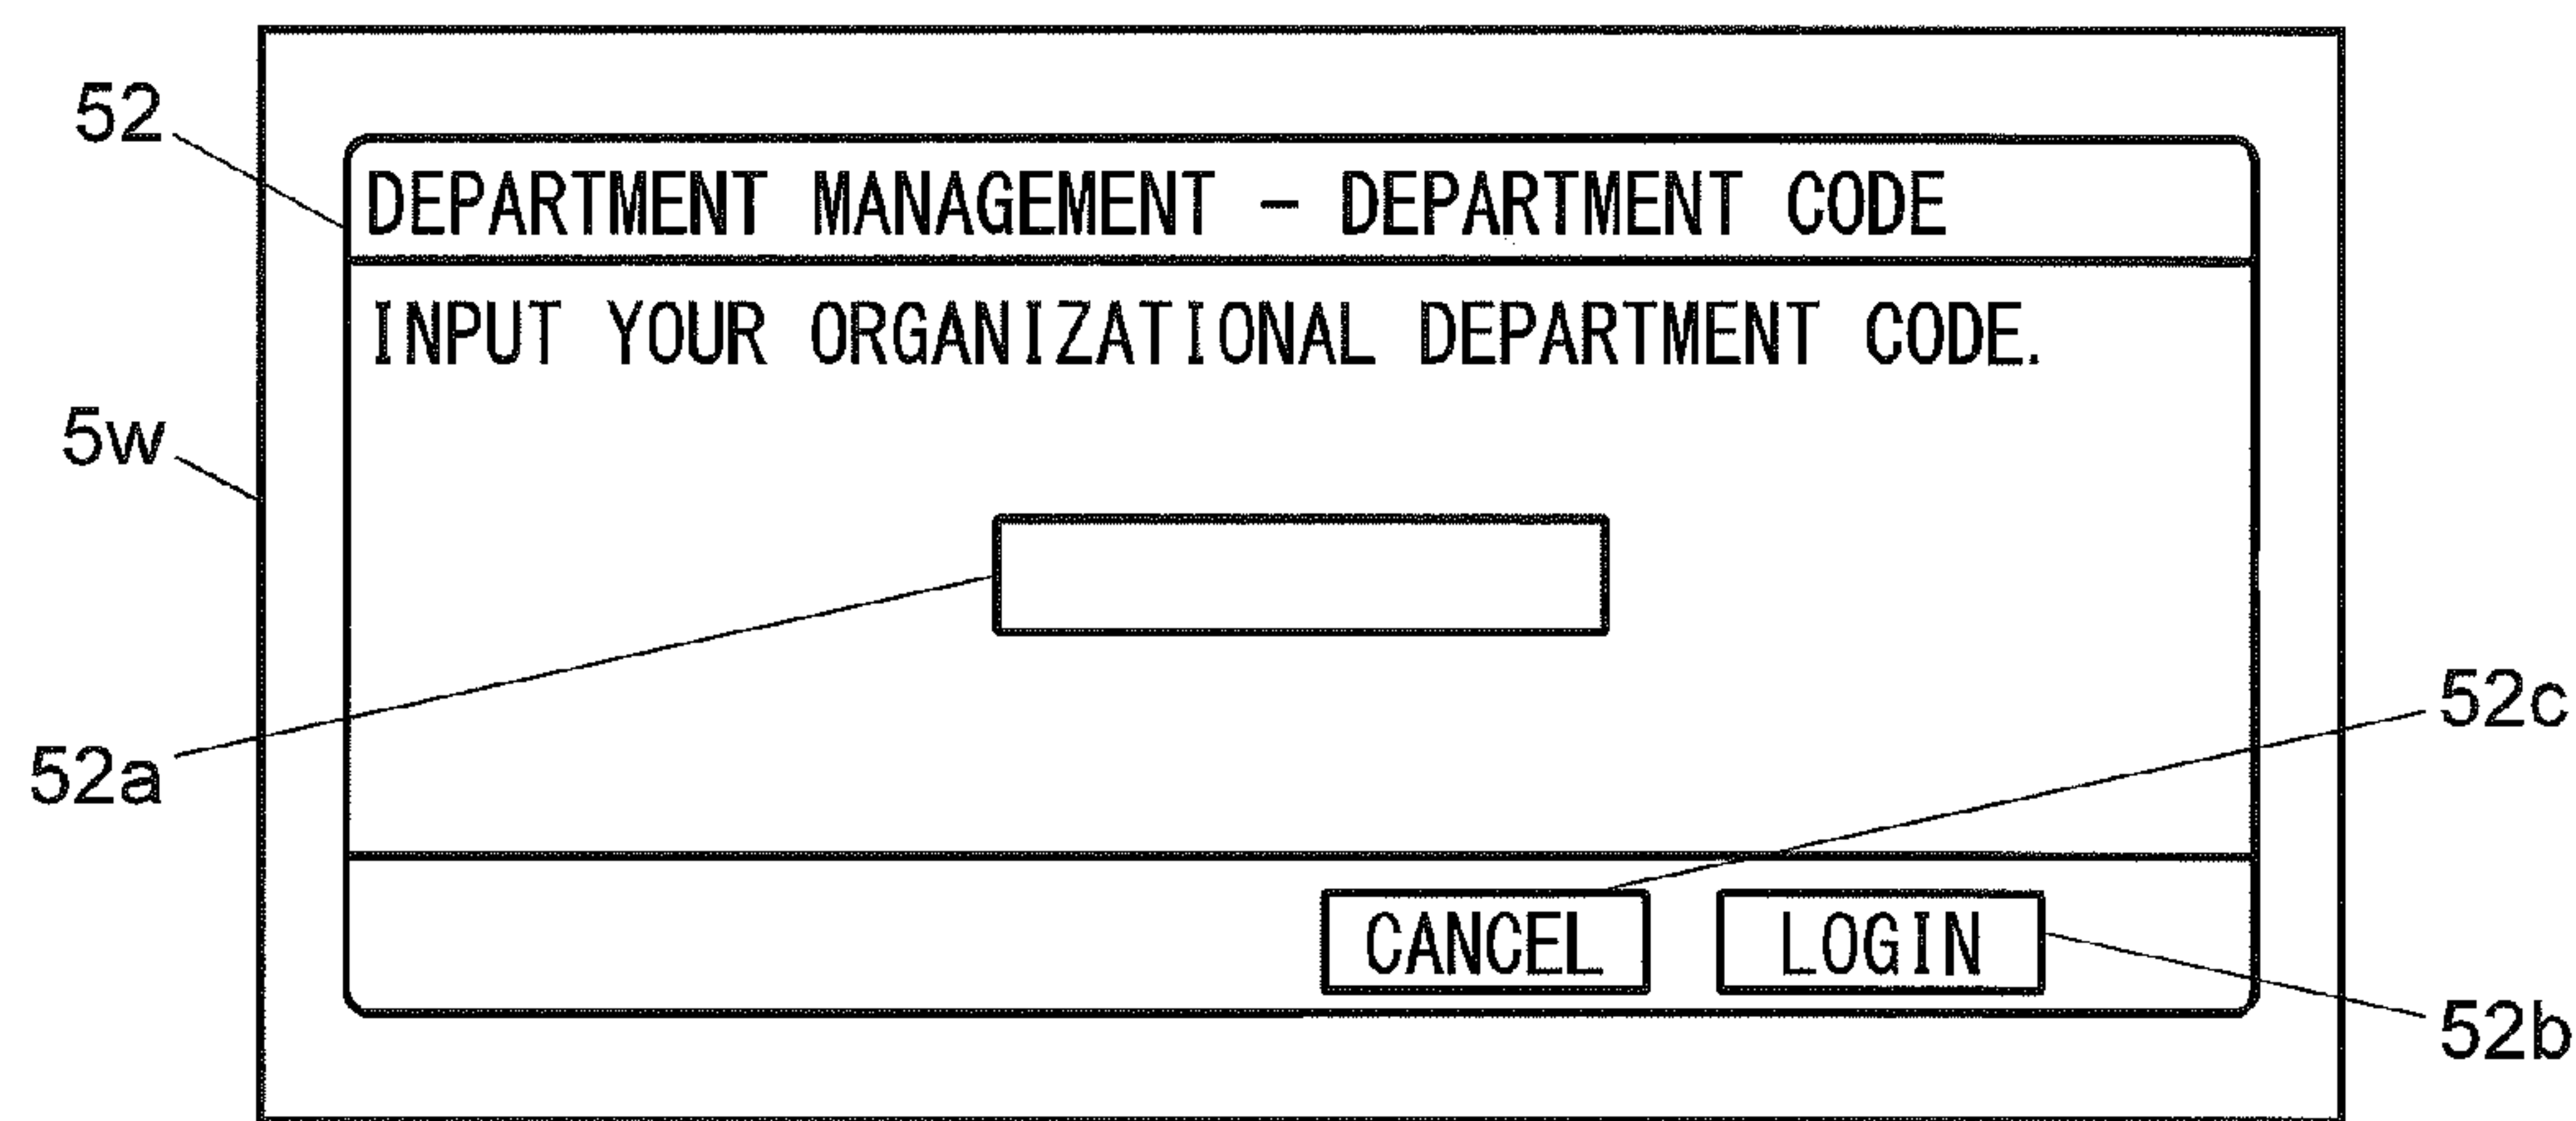 52
DEPARTMENT MANAGEMENT – DEPARTMENT CODE
INPUT YOUR ORGANIZATIONAL DEPARTMENT CODE.
5w
52a
52c
CANCEL
LOGIN
52b